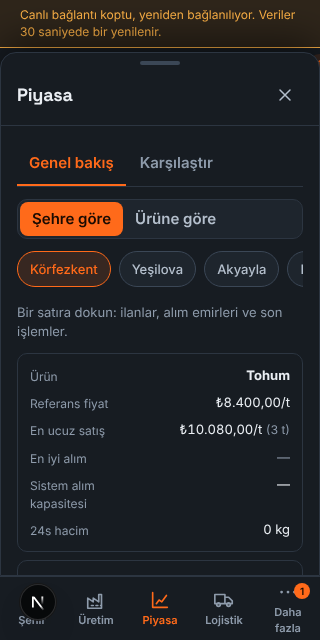 Canlı bağlantı koptu, yeniden bağlanılıyor. Veriler
30 saniyede bir yenilenir.
Piyasa
Genel bakış Karşılaştır
Şehre göre Ürüne göre
Körfezkent Yeşilova Akyayla
Bir satıra dokun: ilanlar, alım emirleri ve son
işlemler.
Ürün Tohum
Referans fiyat ₺8.400,00/t
En ucuz satış ₺10.080,00/t (3 t)
En iyi alım —
Sistem alım
kapasitesi —
24s hacim 0 kg
N
Üretim Piyasa Lojistik Daha
fazla
1